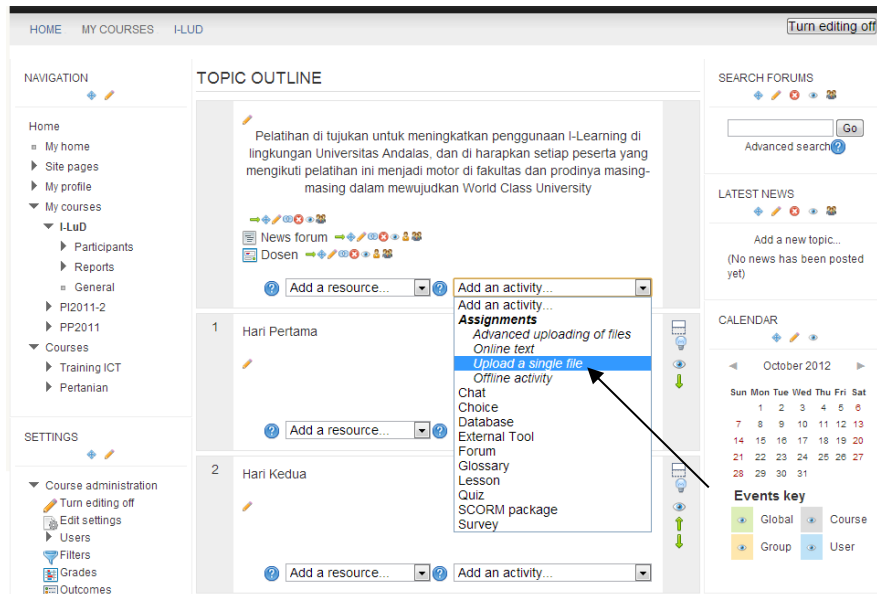 HOME MY COURSES I-LUD
Turn editing off
NAVIGATION
Home
My home
Site pages
My profile
My courses
I-LuD
Participants
Reports
General
PI2011-2
PP2011
Courses
Training ICT
Pertanian
SETTINGS
Course administration
Turn editing off
Edit settings
Users
Filters
Grades
Outcomes
TOPIC OUTLINE
Pelatihan di tujukan untuk meningkatkan penggunaan I-Learning di
lingkungan Universitas Andalas, dan di harapkan setiap peserta yang
mengikuti pelatihan ini menjadi motor di fakultas dan prodinya masing-
masing dalam mewujudkan World Class University
News forum
Dosen
Add a resource... Add an activity...
Add an activity...
Assignments
Advanced uploading of files
Online text
Upload a single file
Offline activity
Chat
Choice
Database
External Tool
Forum
Glossary
Lesson
Quiz
SCORM package
Survey
1 Hari Pertama
Add a resource...
2 Hari Kedua
Add a resource... Add an activity...
SEARCH FORUMS
Go
Advanced search
LATEST NEWS
Add a new topic...
(No news has been posted
yet)
CALENDAR
October 2012
Sun Mon Tue Wed Thu Fri Sat
1 2 3 4 5 6
7 8 9 10 11 12 13
14 15 16 17 18 19 20
21 22 23 24 25 26 27
28 29 30 31
Events key
Global Course
Group User